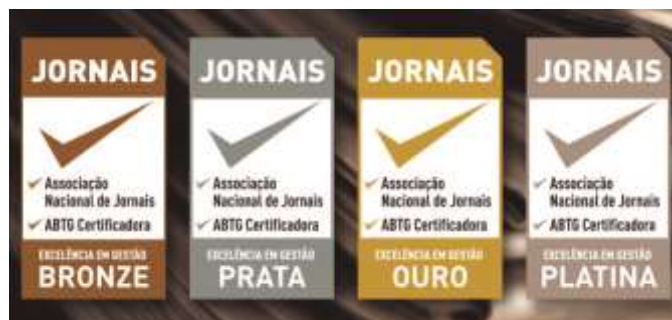 JORNAIS
Associação
Nacional de Jornais
ABTG Certificadora
EXCELÊNCIA EM GESTÃO
BRONZE
JORNAIS
Associação
Nacional de Jornais
ABTG Certificadora
EXCELÊNCIA EM GESTÃO
PRATA
JORNAIS
Associação
Nacional de Jornais
ABTG Certificadora
EXCELÊNCIA EM GESTÃO
OURO
JORNAIS
Associação
Nacional de Jornais
ABTG Certificadora
EXCELÊNCIA EM GESTÃO
PLATINA